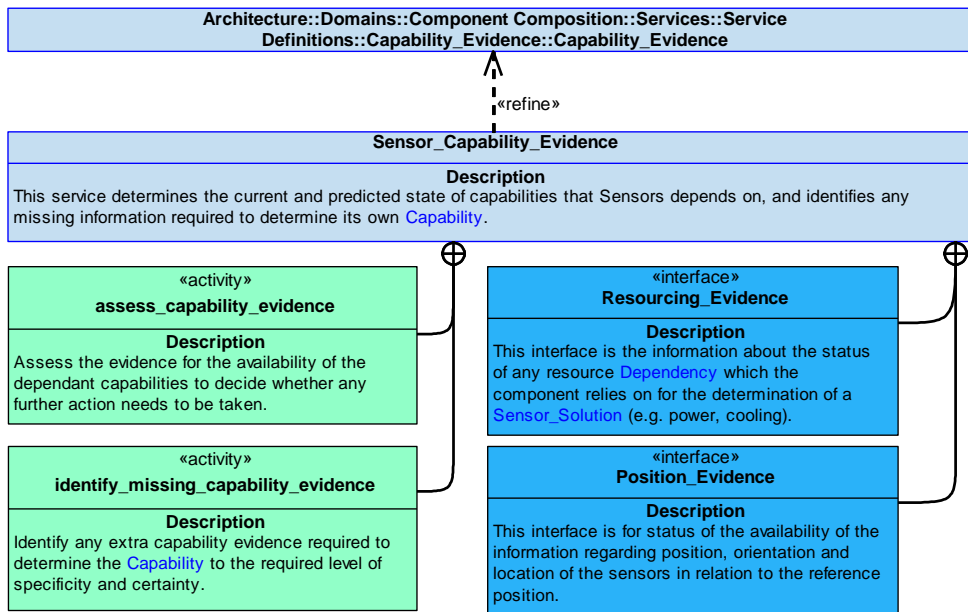 Architecture::Domains::Component Composition::Services::Service
Definitions::Capability_Evidence::Capability_Evidence
«refine»
Sensor_Capability_Evidence
Description
This service determines the current and predicted state of capabilities that Sensors depends on, and identifies any
missing information required to determine its own Capability.
«activity»
assess_capability_evidence
Description
Assess the evidence for the availability of the
dependant capabilities to decide whether any
further action needs to be taken.
«interface»
Resourcing_Evidence
Description
This interface is the information about the status
of any resource Dependency which the
component relies on for the determination of a
Sensor_Solution (e.g. power, cooling).
«activity»
identify_missing_capability_evidence
Description
Identify any extra capability evidence required to
determine the Capability to the required level of
specificity and certainty.
«interface»
Position_Evidence
Description
This interface is for status of the availability of the
information regarding position, orientation and
location of the sensors in relation to the reference
position.